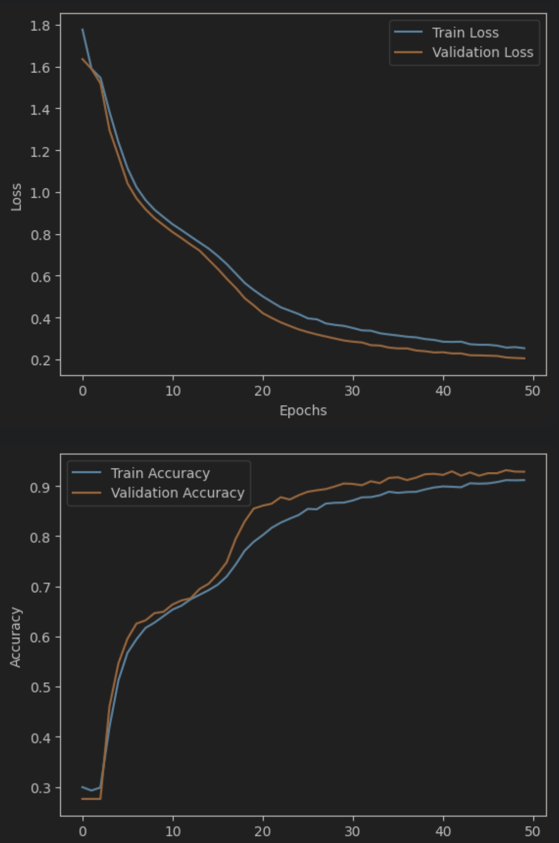 1.8
1.6
1.4
1.2
1.0
0.8
0.6
0.4
0.2
Loss
Train Loss
Validation Loss
0 10 20 30 40 50
Epochs
0.9
0.8
0.7
0.6
0.5
0.4
0.3
Accuracy
Train Accuracy
Validation Accuracy
0 10 20 30 40 50